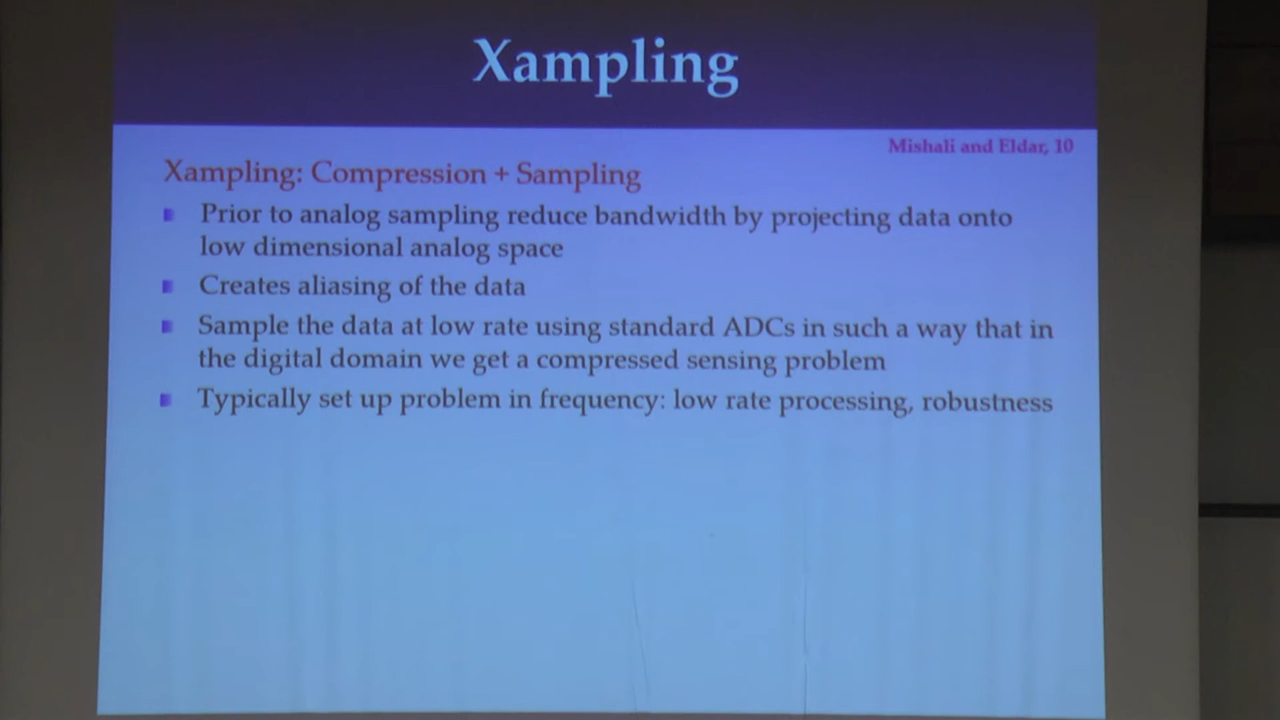 Xampling
Mishali and Eldar, 10
Xampling: Compression + Sampling
Prior to analog sampling reduce bandwidth by projecting data onto
low dimensional analog space
Creates aliasing of the data
Sample the data at low rate using standard ADCs in such a way that in
the digital domain we get a compressed sensing problem
Typically set up problem in frequency: low rate processing, robustness